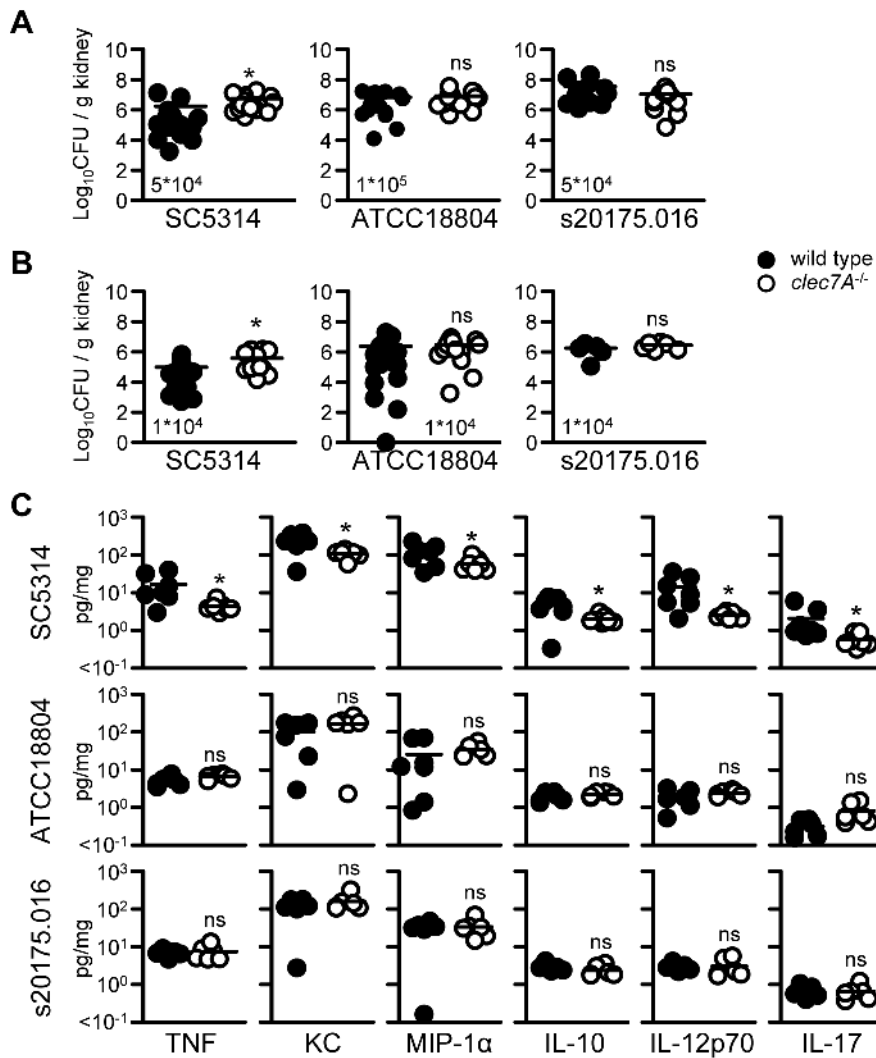 A
Log₁₀CFU / g kidney
10
8
6
4
2
0
*
5*10⁴
SC5314
10
8
6
4
2
0
ns
1*10⁵
ATCC18804
10
8
6
4
2
0
ns
5*10⁴
s20175.016
wild type
clec7A⁻/⁻
B
Log₁₀CFU / g kidney
10
8
6
4
2
0
*
1*10⁴
SC5314
10
8
6
4
2
0
ns
1*10⁴
ATCC18804
10
8
6
4
2
0
ns
1*10⁴
s20175.016
C
SC5314
pg/mg
10³
10²
10¹
10⁰
<10⁻¹
* * * * * *
ATCC18804
pg/mg
10³
10²
10¹
10⁰
<10⁻¹
ns ns ns ns ns ns
s20175.016
pg/mg
10³
10²
10¹
10⁰
<10⁻¹
ns ns ns ns ns ns
TNF KC MIP-1α IL-10 IL-12p70 IL-17